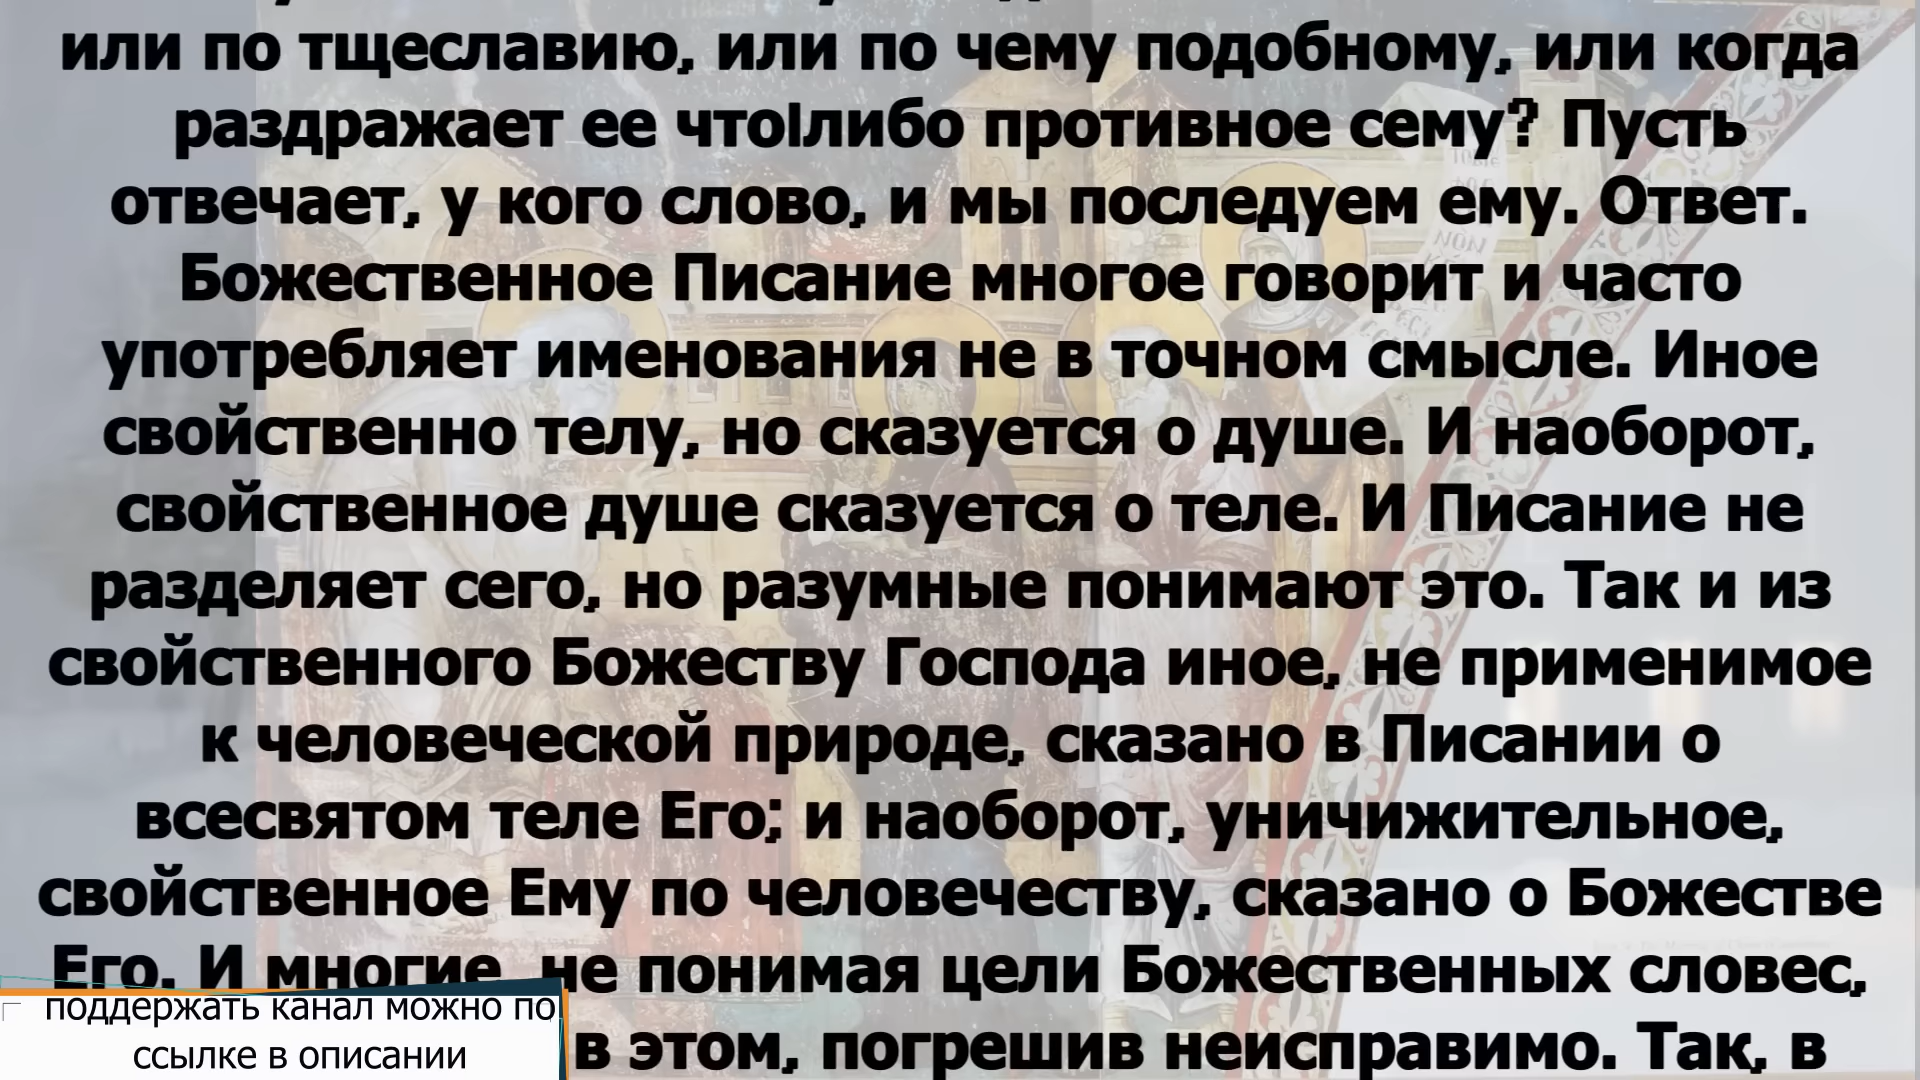 или по тщеславию, или по чему подобному, или когда
раздражает ее что|либо противное сему? Пусть
отвечает, у кого слово, и мы последуем ему. Ответ.
Божественное Писание многое говорит и часто
употребляет именования не в точном смысле. Иное
свойственно телу, но сказуется о душе. И наоборот,
свойственное душе сказуется о теле. И Писание не
разделяет сего, но разумные понимают это. Так и из
свойственного Божеству Господа иное, не применимое
к человеческой природе, сказано в Писании о
всесвятом теле Его; и наоборот, уничижительное,
свойственное Ему по человечеству, сказано о Божестве
Его. И многие, не понимая цели Божественных словес,
в этом, погрешив неисправимо. Так, в
поддержать канал можно по
ссылке в описании